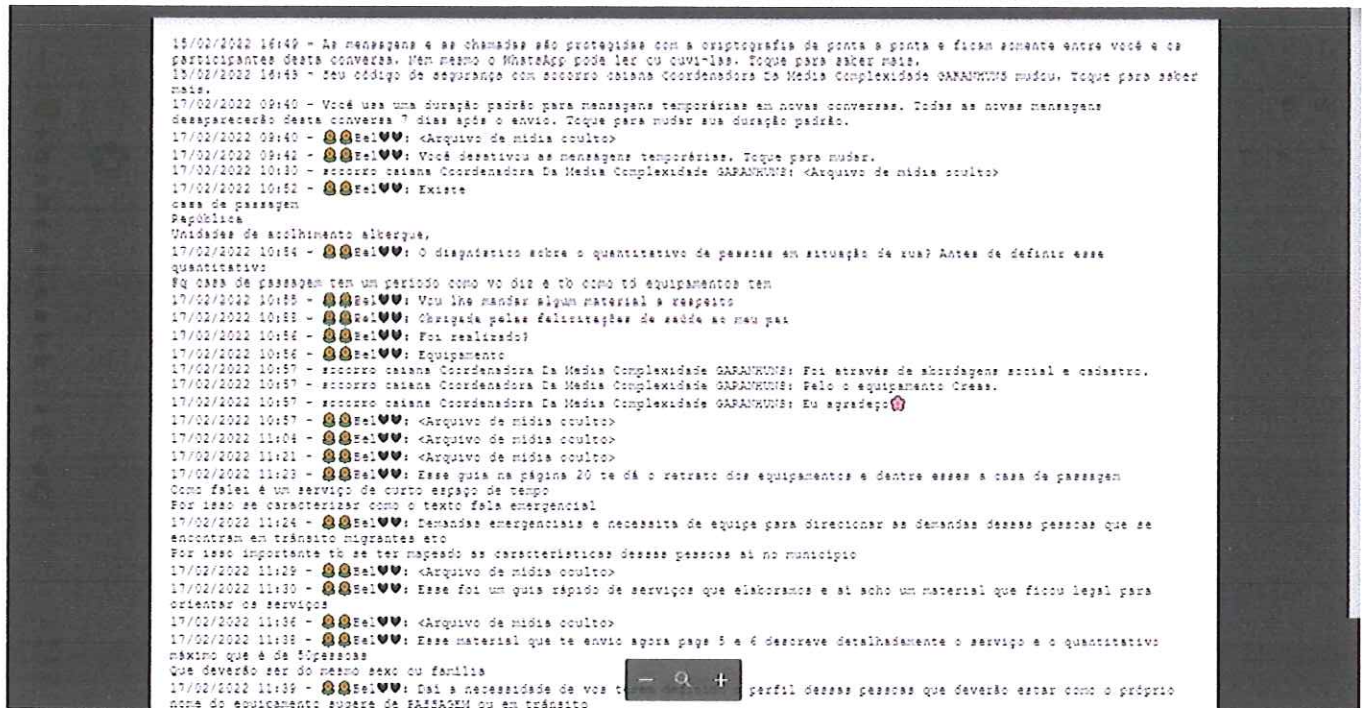 15/02/2022 16:49 - As mensagens e as chamadas são protegidas com a criptografia de ponta a ponta e ficam somente entre você e os
participantes desta conversa. Nem mesmo o WhatsApp pode ler ou ouvi-las. Toque para saber mais.
15/02/2022 16:49 - Seu código de segurança com socorro caiana Coordenadora Da Media Complexidade GARANHUNS mudou. Toque para saber
mais.
17/02/2022 09:40 - Você usa uma duração padrão para mensagens temporárias em novas conversas. Todas as novas mensagens
desaparecerão desta conversa 7 dias após o envio. Toque para mudar sua duração padrão.
17/02/2022 09:40 - 👩👩Bel🖤🖤: <Arquivo de mídia oculto>
17/02/2022 09:42 - 👩👩Bel🖤🖤: Você desativou as mensagens temporárias. Toque para mudar.
17/02/2022 10:30 - socorro caiana Coordenadora Da Media Complexidade GARANHUNS: <Arquivo de mídia oculto>
17/02/2022 10:52 - 👩👩Bel🖤🖤: Existe
casa de passagem
República
Unidades de acolhimento albergue,
17/02/2022 10:54 - 👩👩Bel🖤🖤: O diagnóstico sobre o quantitativo de pessoas em situação de rua? Antes de definir esse
quantitativo
Pq casa de passagem tem um período como vo diz e tb como td equipamentos tem
17/02/2022 10:55 - 👩👩Bel🖤🖤: Vou lhe mandar algum material a respeito
17/02/2022 10:55 - 👩👩Bel🖤🖤: Obrigada pelas felicitações de saúde ao meu pai
17/02/2022 10:56 - 👩👩Bel🖤🖤: Foi realizado?
17/02/2022 10:56 - 👩👩Bel🖤🖤: Equipamento
17/02/2022 10:57 - socorro caiana Coordenadora Da Media Complexidade GARANHUNS: Foi através de abordagens social e cadastro.
17/02/2022 10:57 - socorro caiana Coordenadora Da Media Complexidade GARANHUNS: Pelo o equipamento Creas.
17/02/2022 10:57 - socorro caiana Coordenadora Da Media Complexidade GARANHUNS: Eu agradeço🌸
17/02/2022 10:57 - 👩👩Bel🖤🖤: <Arquivo de mídia oculto>
17/02/2022 11:04 - 👩👩Bel🖤🖤: <Arquivo de mídia oculto>
17/02/2022 11:21 - 👩👩Bel🖤🖤: <Arquivo de mídia oculto>
17/02/2022 11:23 - 👩👩Bel🖤🖤: Esse guia na página 20 te dá o retrato dos equipamentos e dentre esses a casa de passagem
Como falei é um serviço de curto espaço de tempo
Por isso se caracterizar como o texto fala emergencial
17/02/2022 11:24 - 👩👩Bel🖤🖤: Demandas emergenciais e necessita de equipe para direcionar as demandas dessas pessoas que se
encontram em trânsito migrantes etc
Por isso importante tb se ter mapeado as características dessas pessoas aí no município
17/02/2022 11:29 - 👩👩Bel🖤🖤: <Arquivo de mídia oculto>
17/02/2022 11:30 - 👩👩Bel🖤🖤: Esse foi um guia rápido de serviços que elaboramos e aí acho um material que ficou legal para
orientar os serviços
17/02/2022 11:36 - 👩👩Bel🖤🖤: <Arquivo de mídia oculto>
17/02/2022 11:38 - 👩👩Bel🖤🖤: Esse material que te envio agora page 5 e 6 descreve detalhadamente o serviço e o quantitativo
máximo que é de 50pessoas
Que deverão ser do mesmo sexo ou família
17/02/2022 11:39 - 👩👩Bel🖤🖤: Daí a necessidade de vcs perfil dessas pessoas que deverão estar como o próprio
nome do equipamento sugere de PASSAGEM ou em trânsito